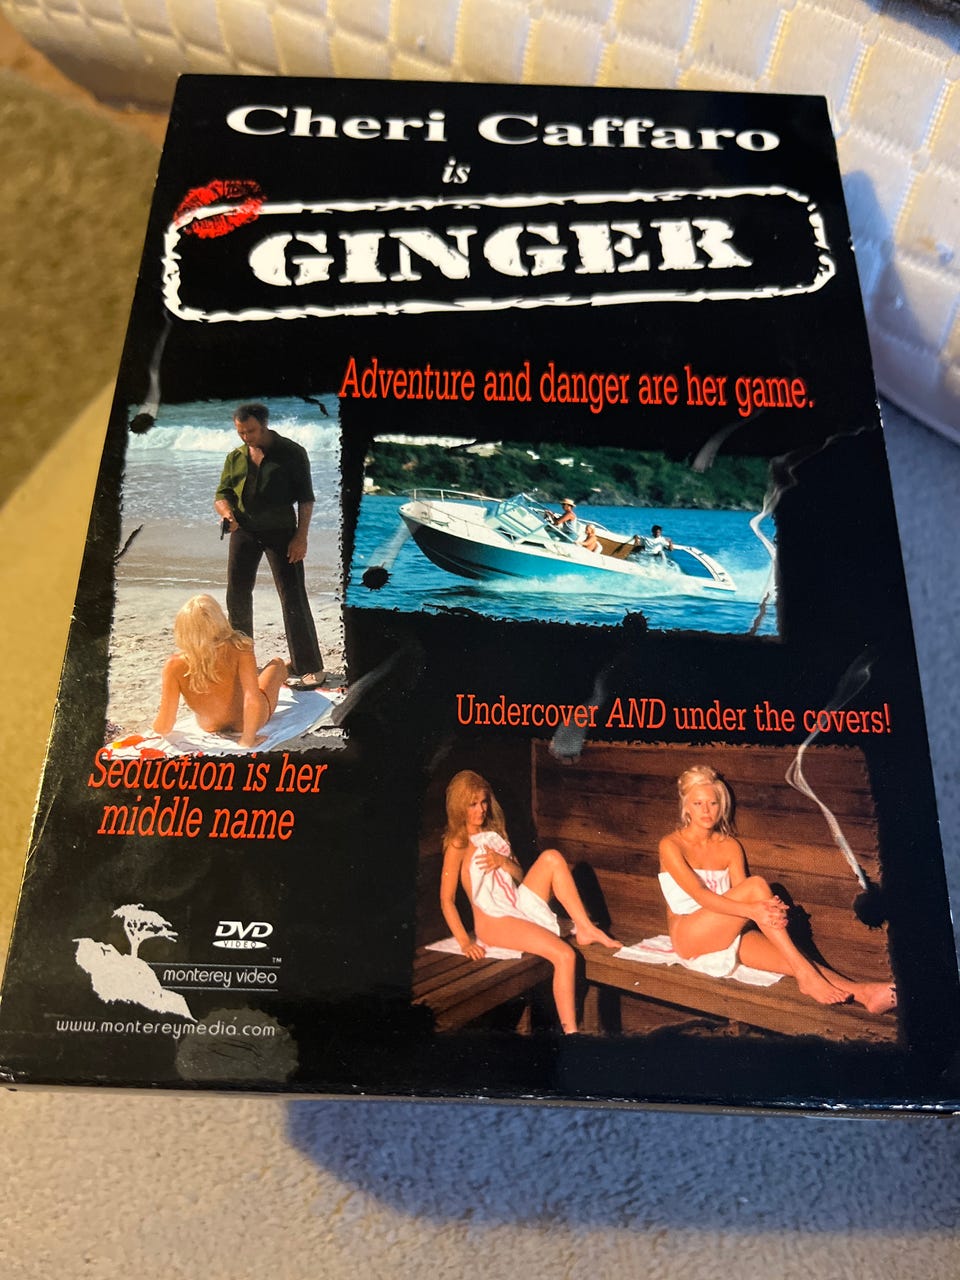 Cheri Caffaro
is
GINGER
Adventure and danger are her game.
Undercover AND under the covers!
Seduction is her
middle name
DVD
VIDEO
TM
monterey video
www.montereymedia.com